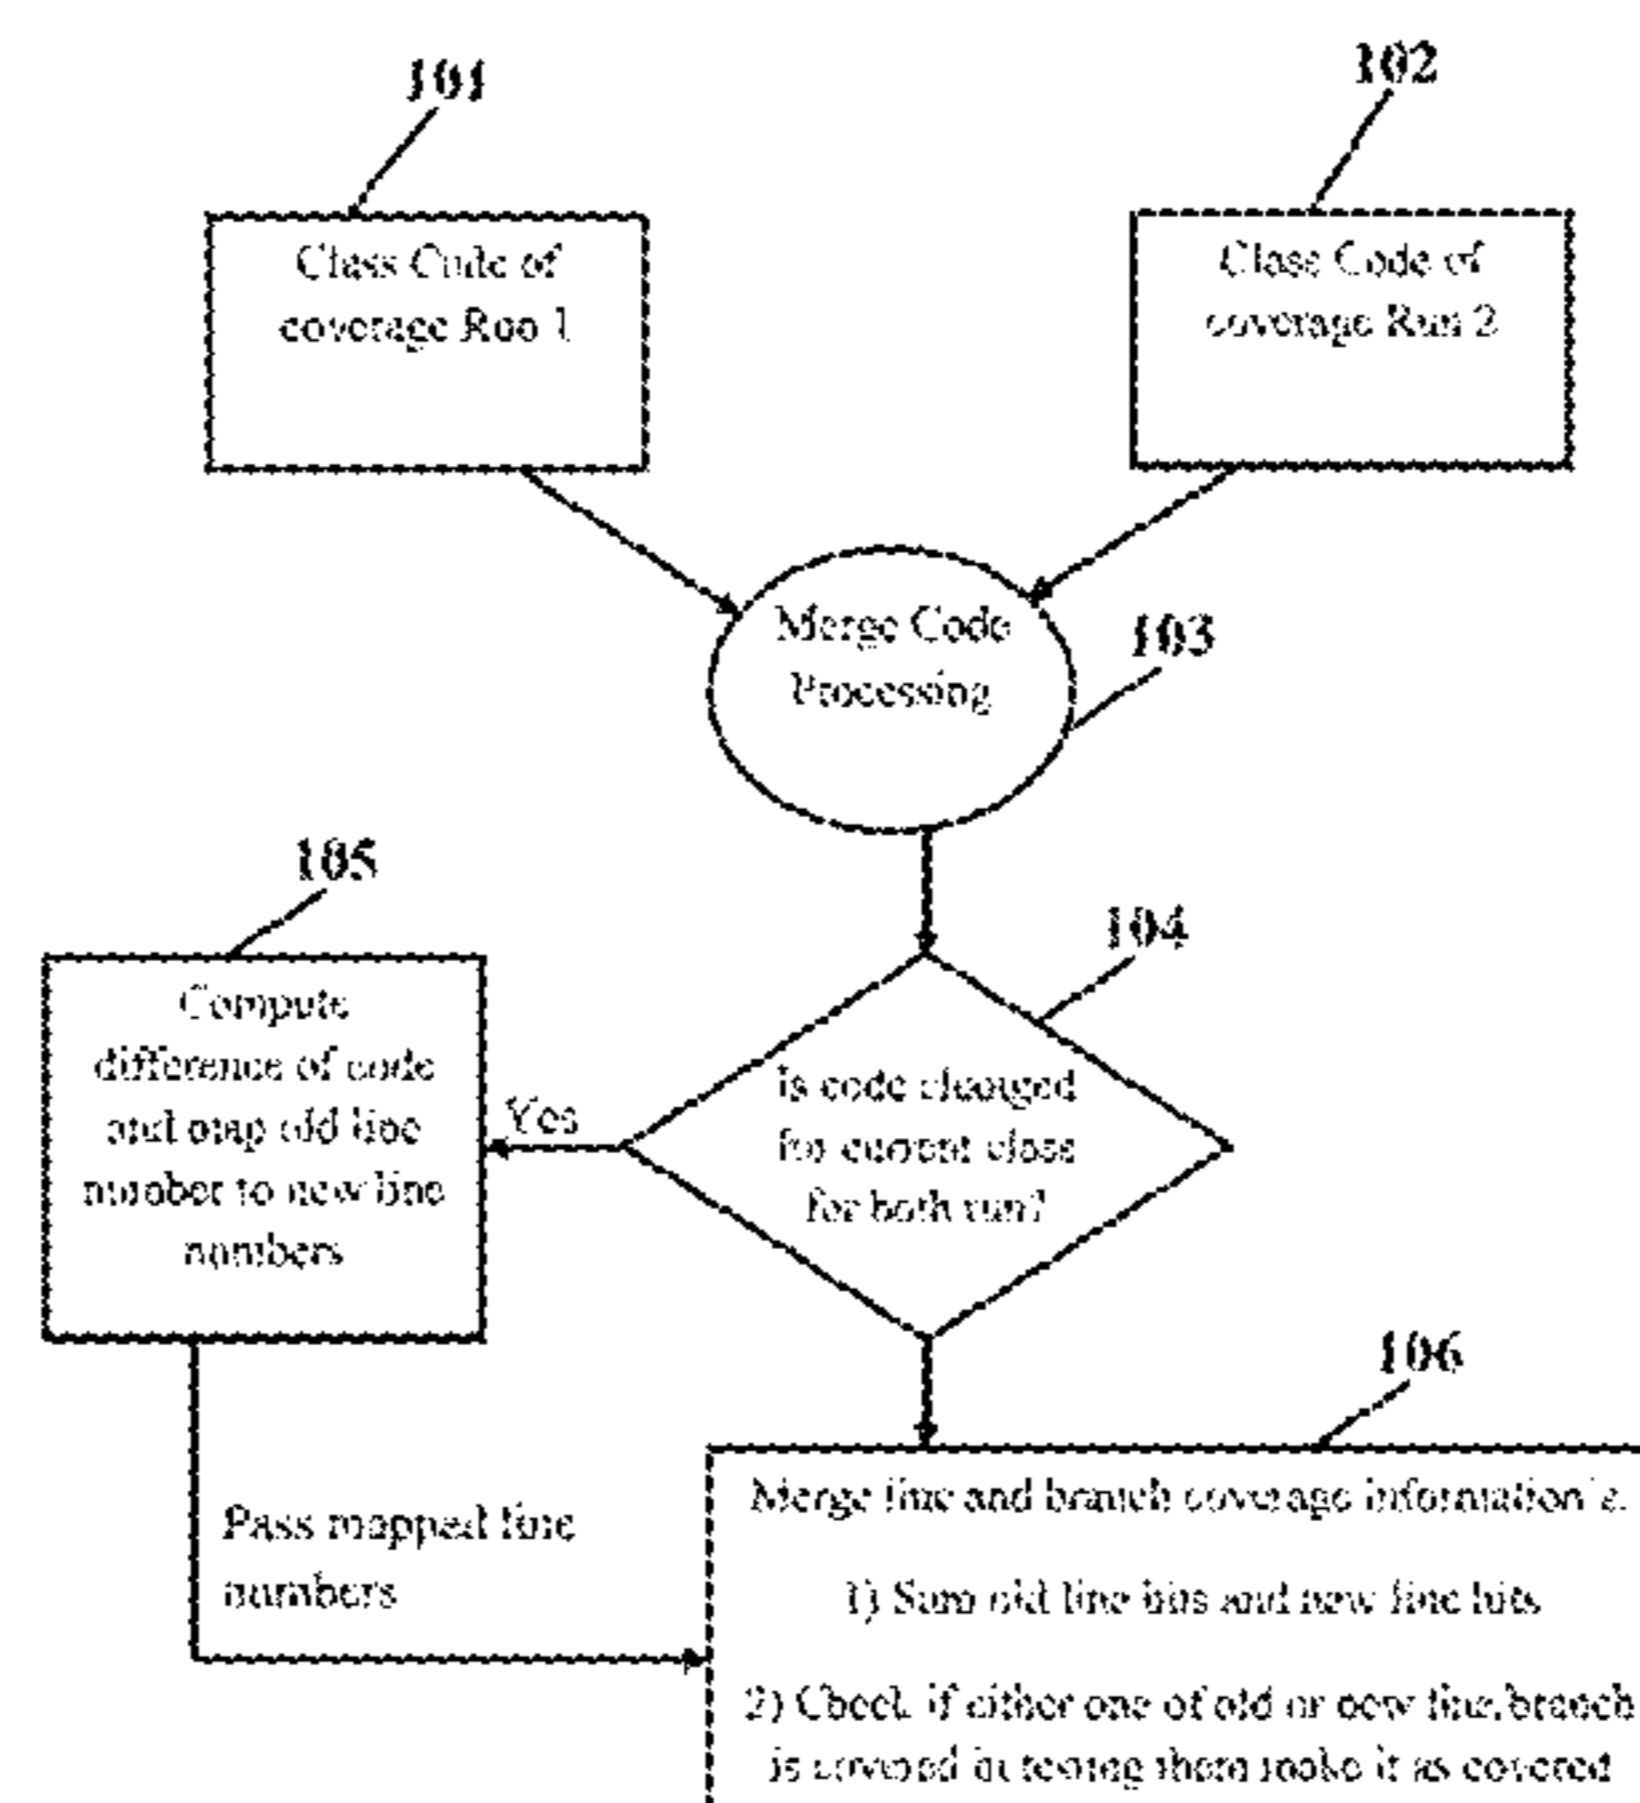 101
102
Class Code of
coverage Run 1
Class Code of
coverage Run 2
Merge Code
Processing
103
105
104
Compute
difference of code
and map old line
number to new line
numbers
Yes
is code changed
for current class
for both run?
106
Pass mapped line
numbers
Merge line and branch coverage information's.
1) Sum old line hits and new line hits
2) Check if either one of old or new line/branch
is covered in testing them make it as covered